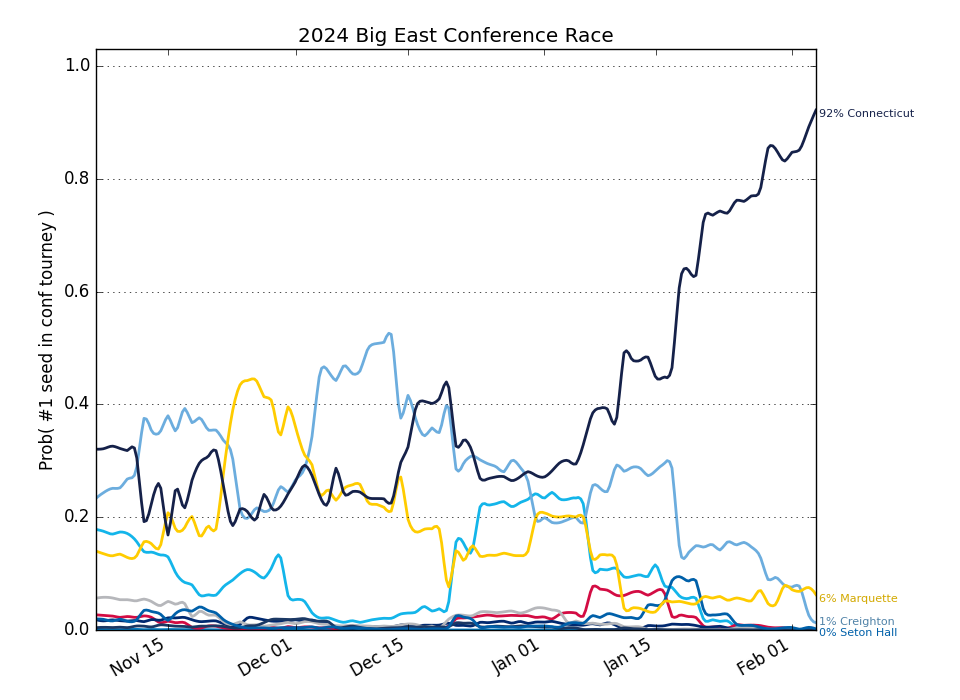 2024 Big East Conference Race
Prob( #1 seed in conf tourney )
1.0
0.8
0.6
0.4
0.2
0.0
Nov 15
Dec 01
Dec 15
Jan 01
Jan 15
Feb 01
92% Connecticut
6% Marquette
1% Creighton
0% Seton Hall